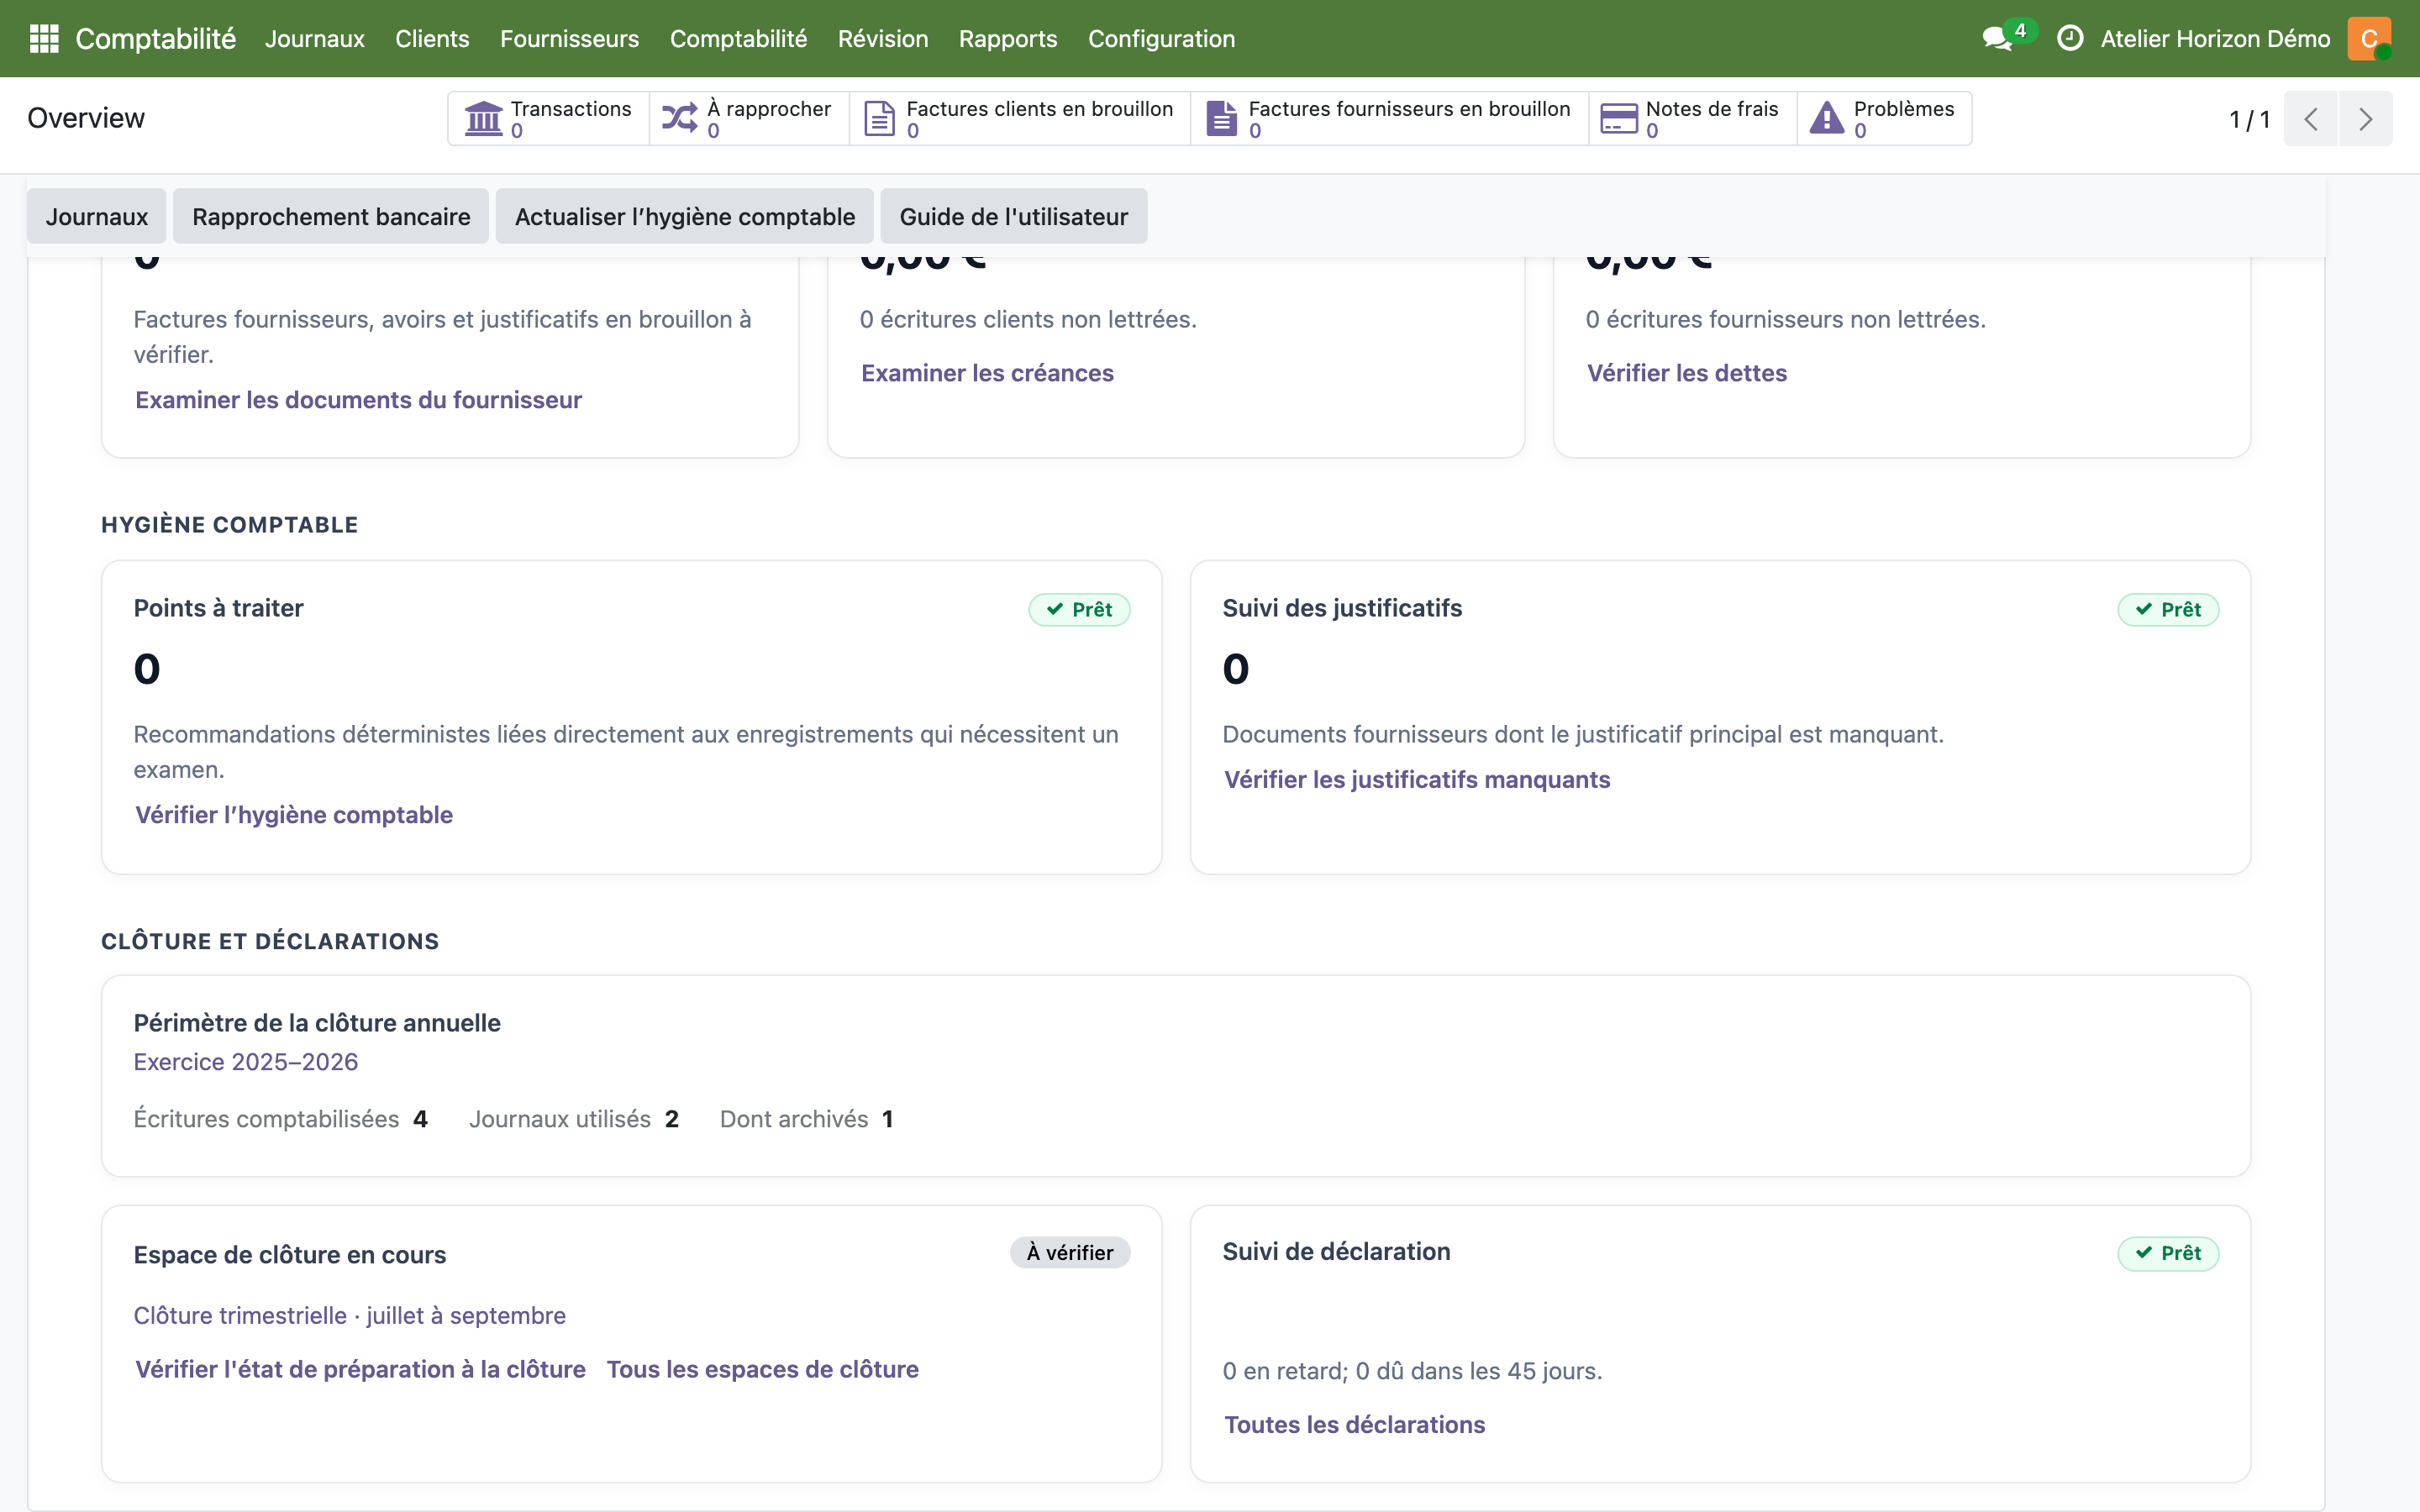 Comptabilité Journaux Clients Fournisseurs Comptabilité Révision Rapports Configuration 4 Atelier Horizon Démo C
Overview
Transactions
0
À rapprocher
0
Factures clients en brouillon
0
Factures fournisseurs en brouillon
0
Notes de frais
0
Problèmes
0
1 / 1
Journaux Rapprochement bancaire Actualiser l’hygiène comptable Guide de l'utilisateur
0
0,00 €
0,00 €
Factures fournisseurs, avoirs et justificatifs en brouillon à
vérifier.
Examiner les documents du fournisseur
0 écritures clients non lettrées.
Examiner les créances
0 écritures fournisseurs non lettrées.
Vérifier les dettes
HYGIÈNE COMPTABLE
Points à traiter
Prêt
0
Recommandations déterministes liées directement aux enregistrements qui nécessitent un
examen.
Vérifier l’hygiène comptable
Suivi des justificatifs
Prêt
0
Documents fournisseurs dont le justificatif principal est manquant.
Vérifier les justificatifs manquants
CLÔTURE ET DÉCLARATIONS
Périmètre de la clôture annuelle
Exercice 2025–2026
Écritures comptabilisées 4 Journaux utilisés 2 Dont archivés 1
Espace de clôture en cours
À vérifier
Clôture trimestrielle · juillet à septembre
Vérifier l'état de préparation à la clôture Tous les espaces de clôture
Suivi de déclaration
Prêt
0 en retard; 0 dû dans les 45 jours.
Toutes les déclarations